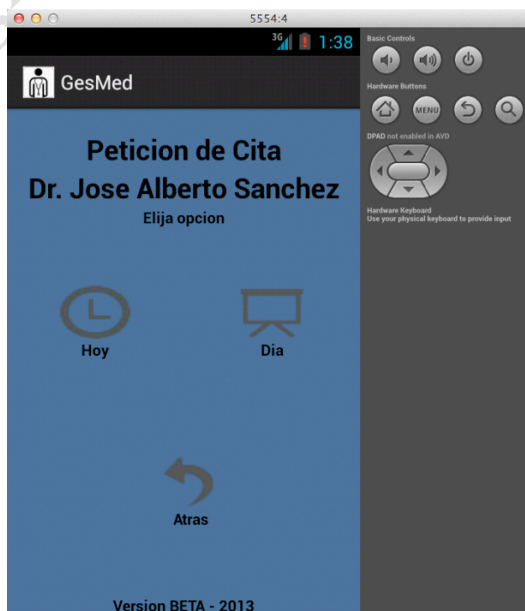 5554:4
3G 1:38
GesMed
Peticion de Cita
Dr. Jose Alberto Sanchez
Elija opcion
Hoy
Dia
Atras
Version BETA - 2013
Basic Controls
Hardware Buttons
MENU
DPAD not enabled in AVD
Hardware Keyboard
Use your physical keyboard to provide input